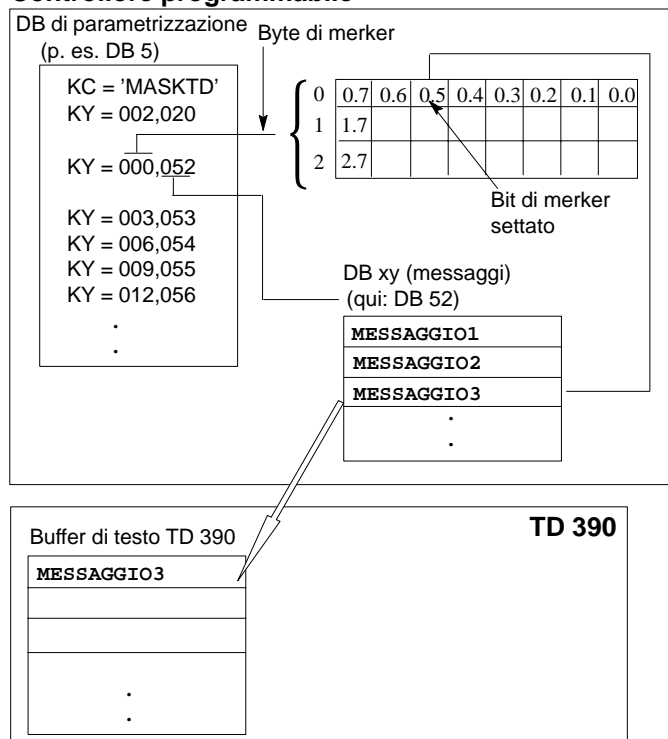 Controllore programmabile
DB di parametrizzazione
(p. es. DB 5)
Byte di merker
KC = 'MASKTD'
KY = 002,020
KY = 000,052
KY = 003,053
KY = 006,054
KY = 009,055
KY = 012,056
.
.
0 0.7 0.6 0.5 0.4 0.3 0.2 0.1 0.0
1 1.7
2 2.7
Bit di merker
settato
DB xy (messaggi)
(qui: DB 52)
MESSAGGIO1
MESSAGGIO2
MESSAGGIO3
.
.
TD 390
Buffer di testo TD 390
MESSAGGIO3
.
.